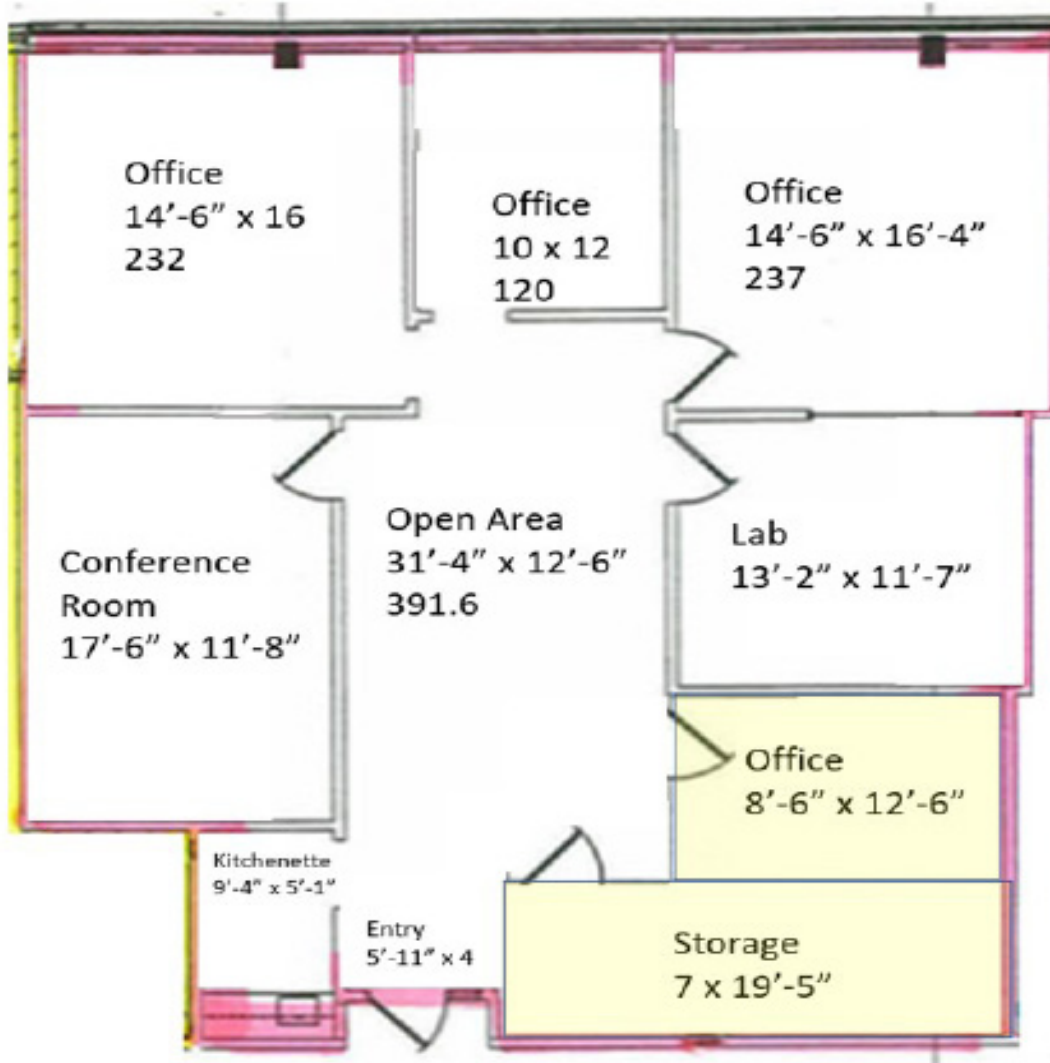 Office
14’-6” x 16
232
Office
10 x 12
120
Office
14’-6” x 16’-4”
237
Conference
Room
17’-6” x 11’-8”
Open Area
31’-4” x 12’-6”
391.6
Lab
13’-2” x 11’-7”
Office
8’-6” x 12’-6”
Kitchenette
9’-4” x 5’-1”
Entry
5’-11” x 4
Storage
7 x 19’-5”